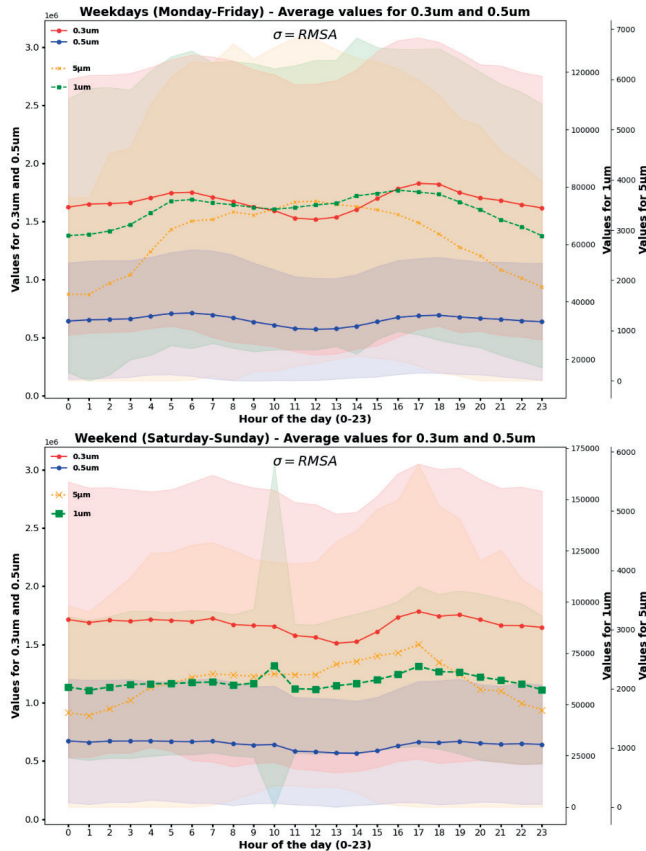 Weekdays (Monday-Friday) - Average values for 0.3um and 0.5um
1e6
σ = RMSA
0.3um
0.5um
5μm
1um
3.0
2.5
2.0
1.5
1.0
0.5
0.0
Values for 0.3um and 0.5um
0 1 2 3 4 5 6 7 8 9 10 11 12 13 14 15 16 17 18 19 20 21 22 23
Hour of the day (0-23)
120000
100000
80000
60000
40000
20000
Values for 1um
7000
6000
5000
4000
3000
2000
1000
0
Values for 5um
Weekend (Saturday-Sunday) - Average values for 0.3um and 0.5um
1e6
σ = RMSA
0.3um
0.5um
5μm
1um
3.0
2.5
2.0
1.5
1.0
0.5
0.0
Values for 0.3um and 0.5um
0 1 2 3 4 5 6 7 8 9 10 11 12 13 14 15 16 17 18 19 20 21 22 23
Hour of the day (0-23)
175000
150000
125000
100000
75000
50000
25000
0
Values for 1um
6000
5000
4000
3000
2000
1000
0
Values for 5um